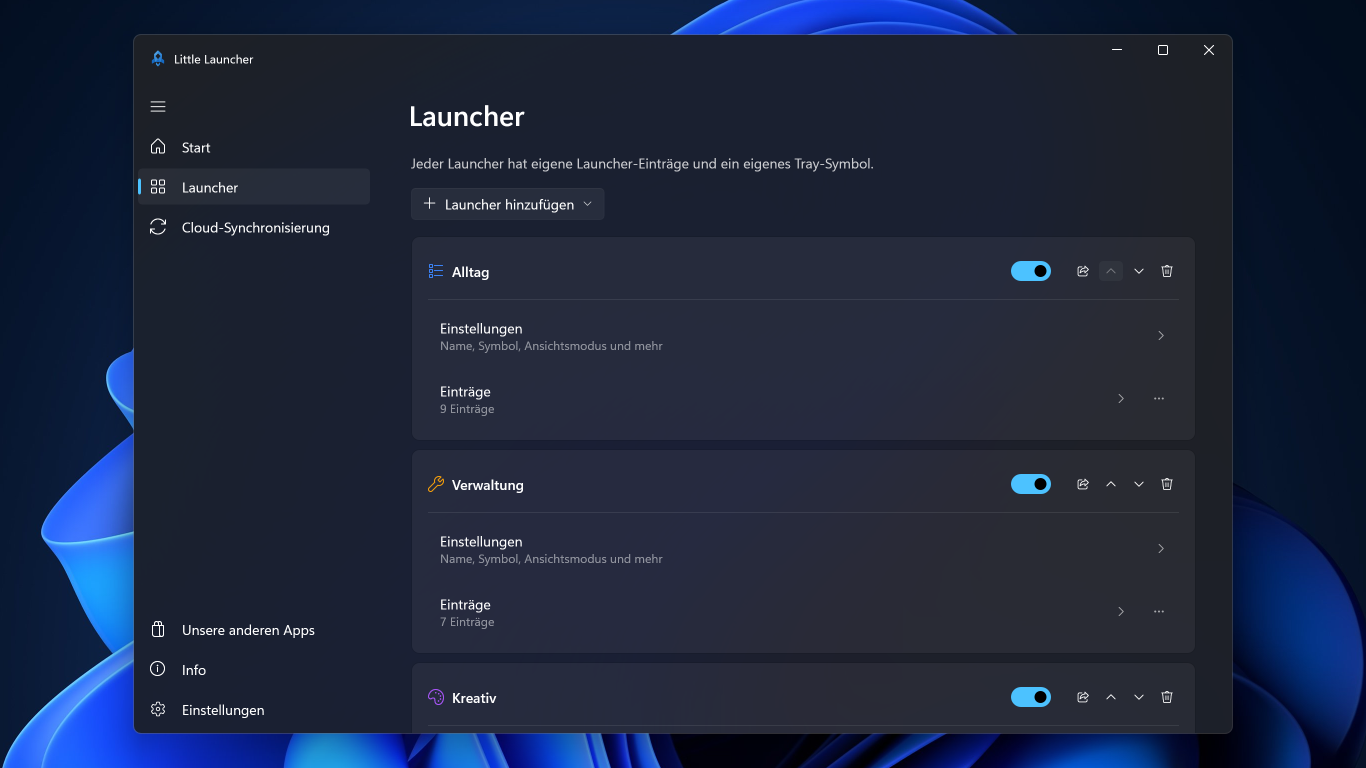 Little Launcher
Start
Launcher
Cloud-Synchronisierung
Unsere anderen Apps
Info
Einstellungen
Launcher
Jeder Launcher hat eigene Launcher-Einträge und ein eigenes Tray-Symbol.
Launcher hinzufügen
Alltag
Einstellungen
Name, Symbol, Ansichtsmodus und mehr
Einträge
9 Einträge
Verwaltung
Einstellungen
Name, Symbol, Ansichtsmodus und mehr
Einträge
7 Einträge
Kreativ